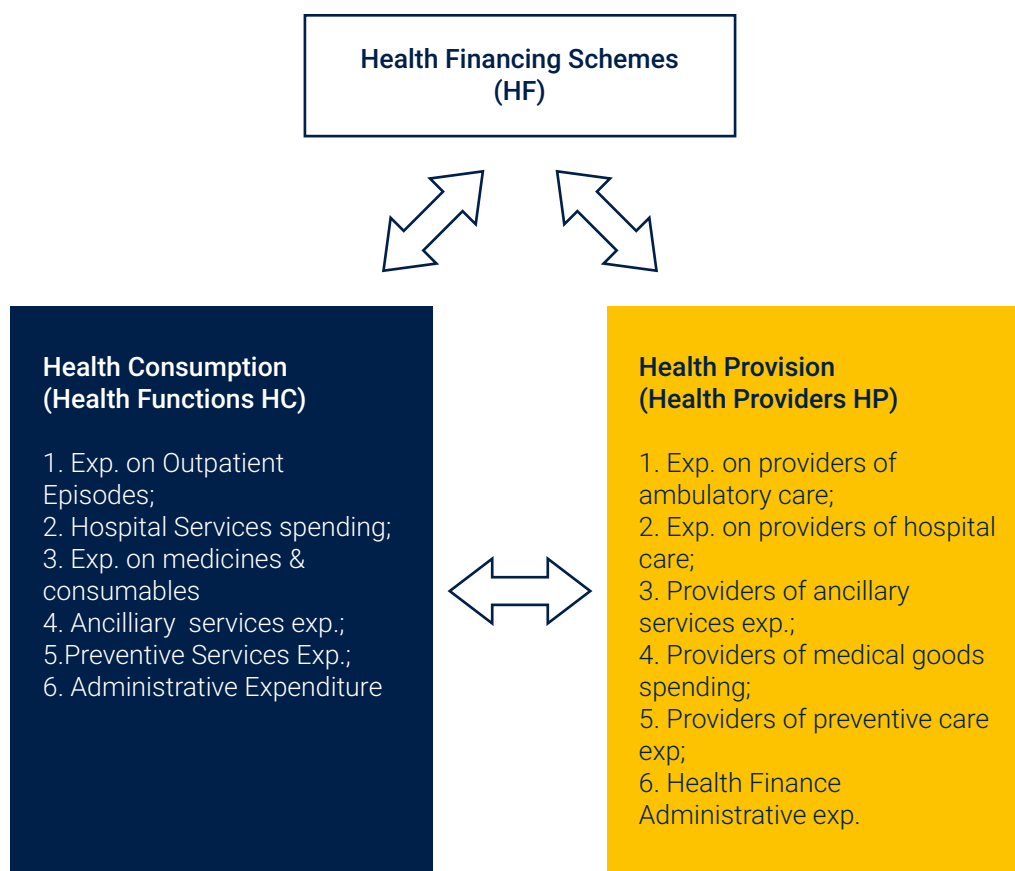 Health Financing Schemes
(HF)
Health Consumption
(Health Functions HC)
1. Exp. on Outpatient
Episodes;
2. Hospital Services spending;
3. Exp. on medicines &
consumables
4. Ancilliary  services exp.;
5.Preventive Services Exp.;
6. Administrative Expenditure
Health Provision
(Health Providers HP)
1. Exp. on providers of
ambulatory care;
2. Exp. on providers of hospital
care;
3. Providers of ancillary
services exp.;
4. Providers of medical goods
spending;
5. Providers of preventive care
exp;
6. Health Finance
Administrative exp.